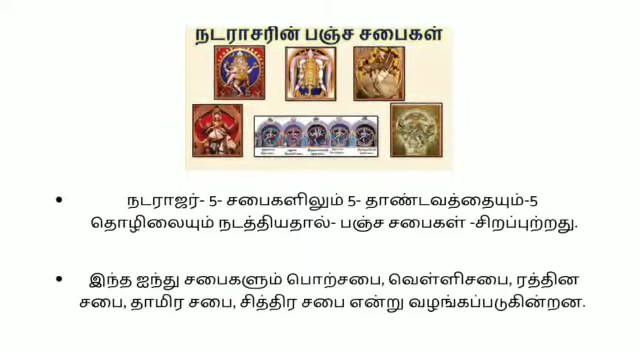 நடராசரின் பஞ்ச சபைகள்
நடராஜர்- 5- சபைகளிலும் 5- தாண்டவத்தையும்-5
தொழிலையும் நடத்தியதால்- பஞ்ச சபைகள் -சிறப்புற்றது.
இந்த ஐந்து சபைகளும் பொற்சபை, வெள்ளிசபை, ரத்தின
சபை, தாமிர சபை, சித்திர சபை என்று வழங்கப்படுகின்றன.